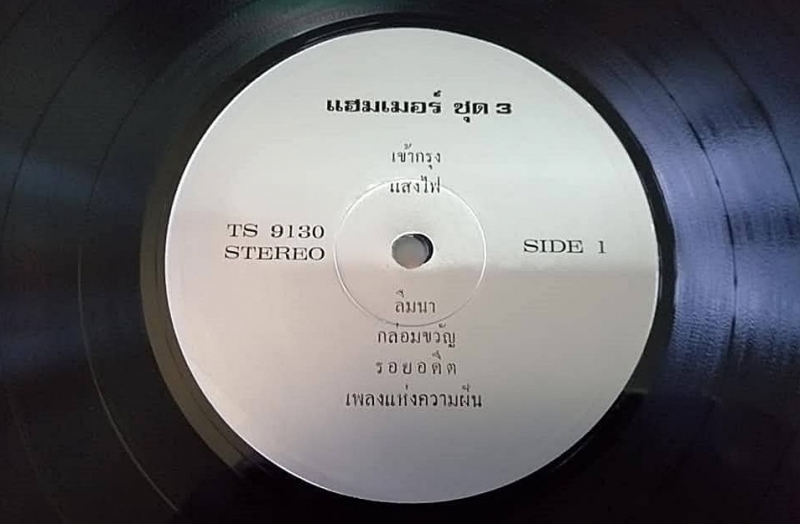 แฮมเมอร์ ชุด 3
เข้ากรุง
แสงไฟ
TS 9130
STEREO
SIDE 1
ลืมนา
กล่อมขวัญ
รอยอดีต
เพลงแห่งความฝัน